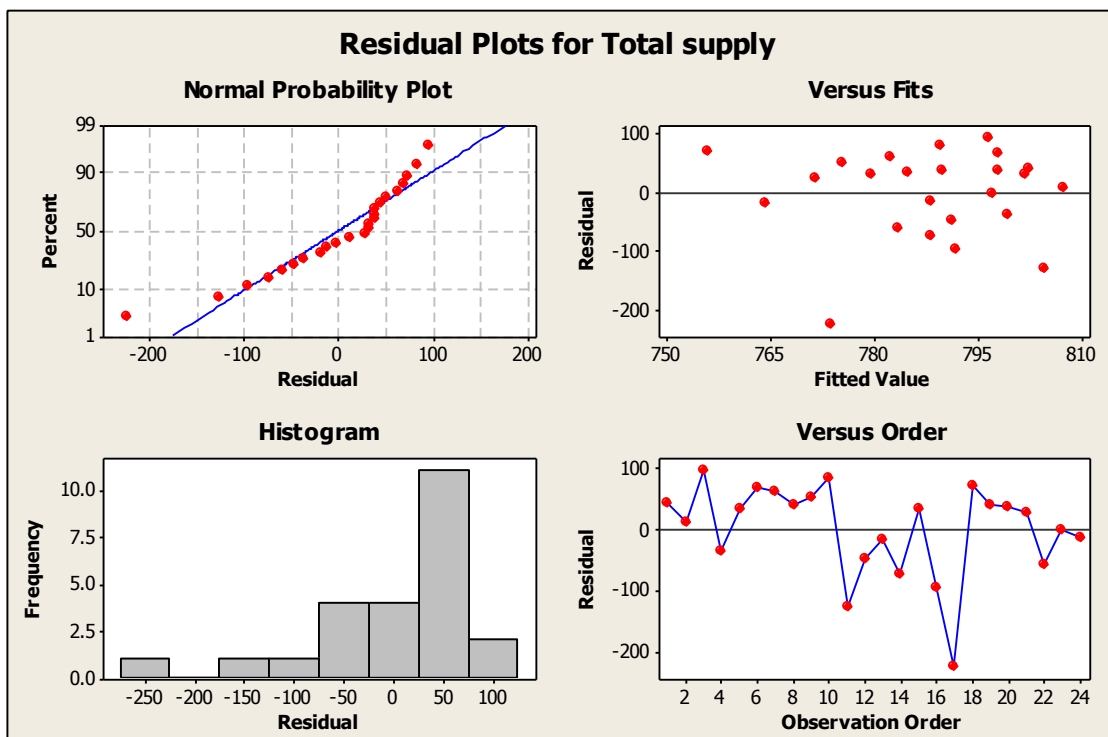 Residual Plots for Total supply
Normal Probability Plot
99
90
50
10
1
Percent
-200 -100 0 100 200
Residual
Versus Fits
100
0
-100
-200
Residual
750 765 780 795 810
Fitted Value
Histogram
10.0
7.5
5.0
2.5
0.0
Frequency
-250 -200 -150 -100 -50 0 50 100
Residual
Versus Order
100
0
-100
-200
Residual
2 4 6 8 10 12 14 16 18 20 22 24
Observation Order